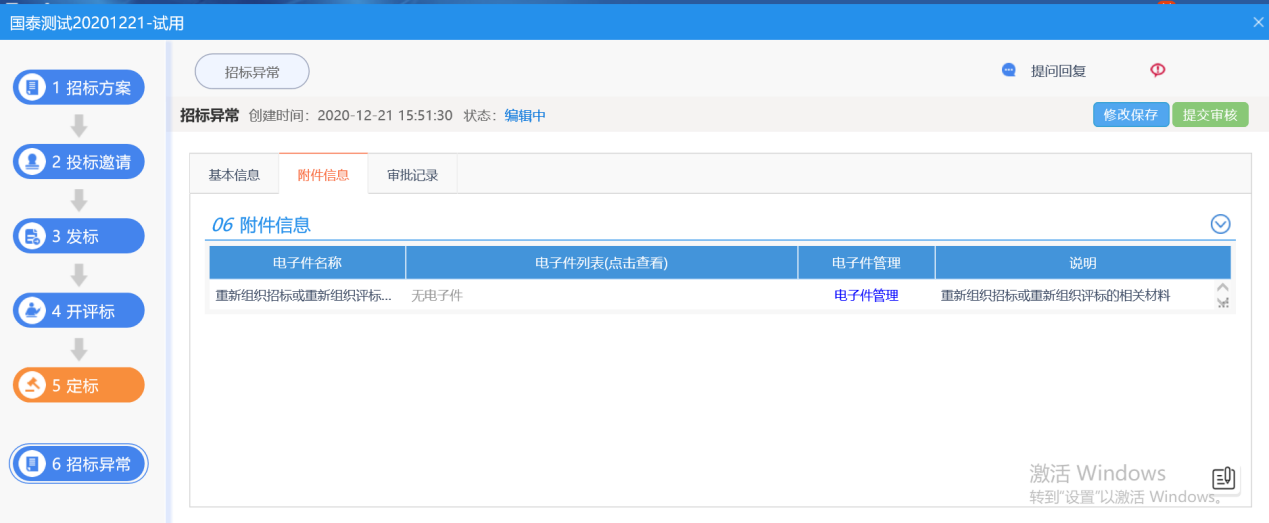 国泰测试20201221-试用
1 招标方案
2 投标邀请
3 发标
4 开评标
5 定标
6 招标异常
招标异常
提问回复
招标异常 创建时间：2020-12-21 15:51:30 状态：编辑中
修改保存 提交审核
基本信息 附件信息 审批记录
06 附件信息
电子件名称 电子件列表(点击查看) 电子件管理 说明
重新组织招标或重新组织评标... 无电子件 电子件管理 重新组织招标或重新组织评标的相关材料
激活 Windows
转到"设置"以激活 Windows。